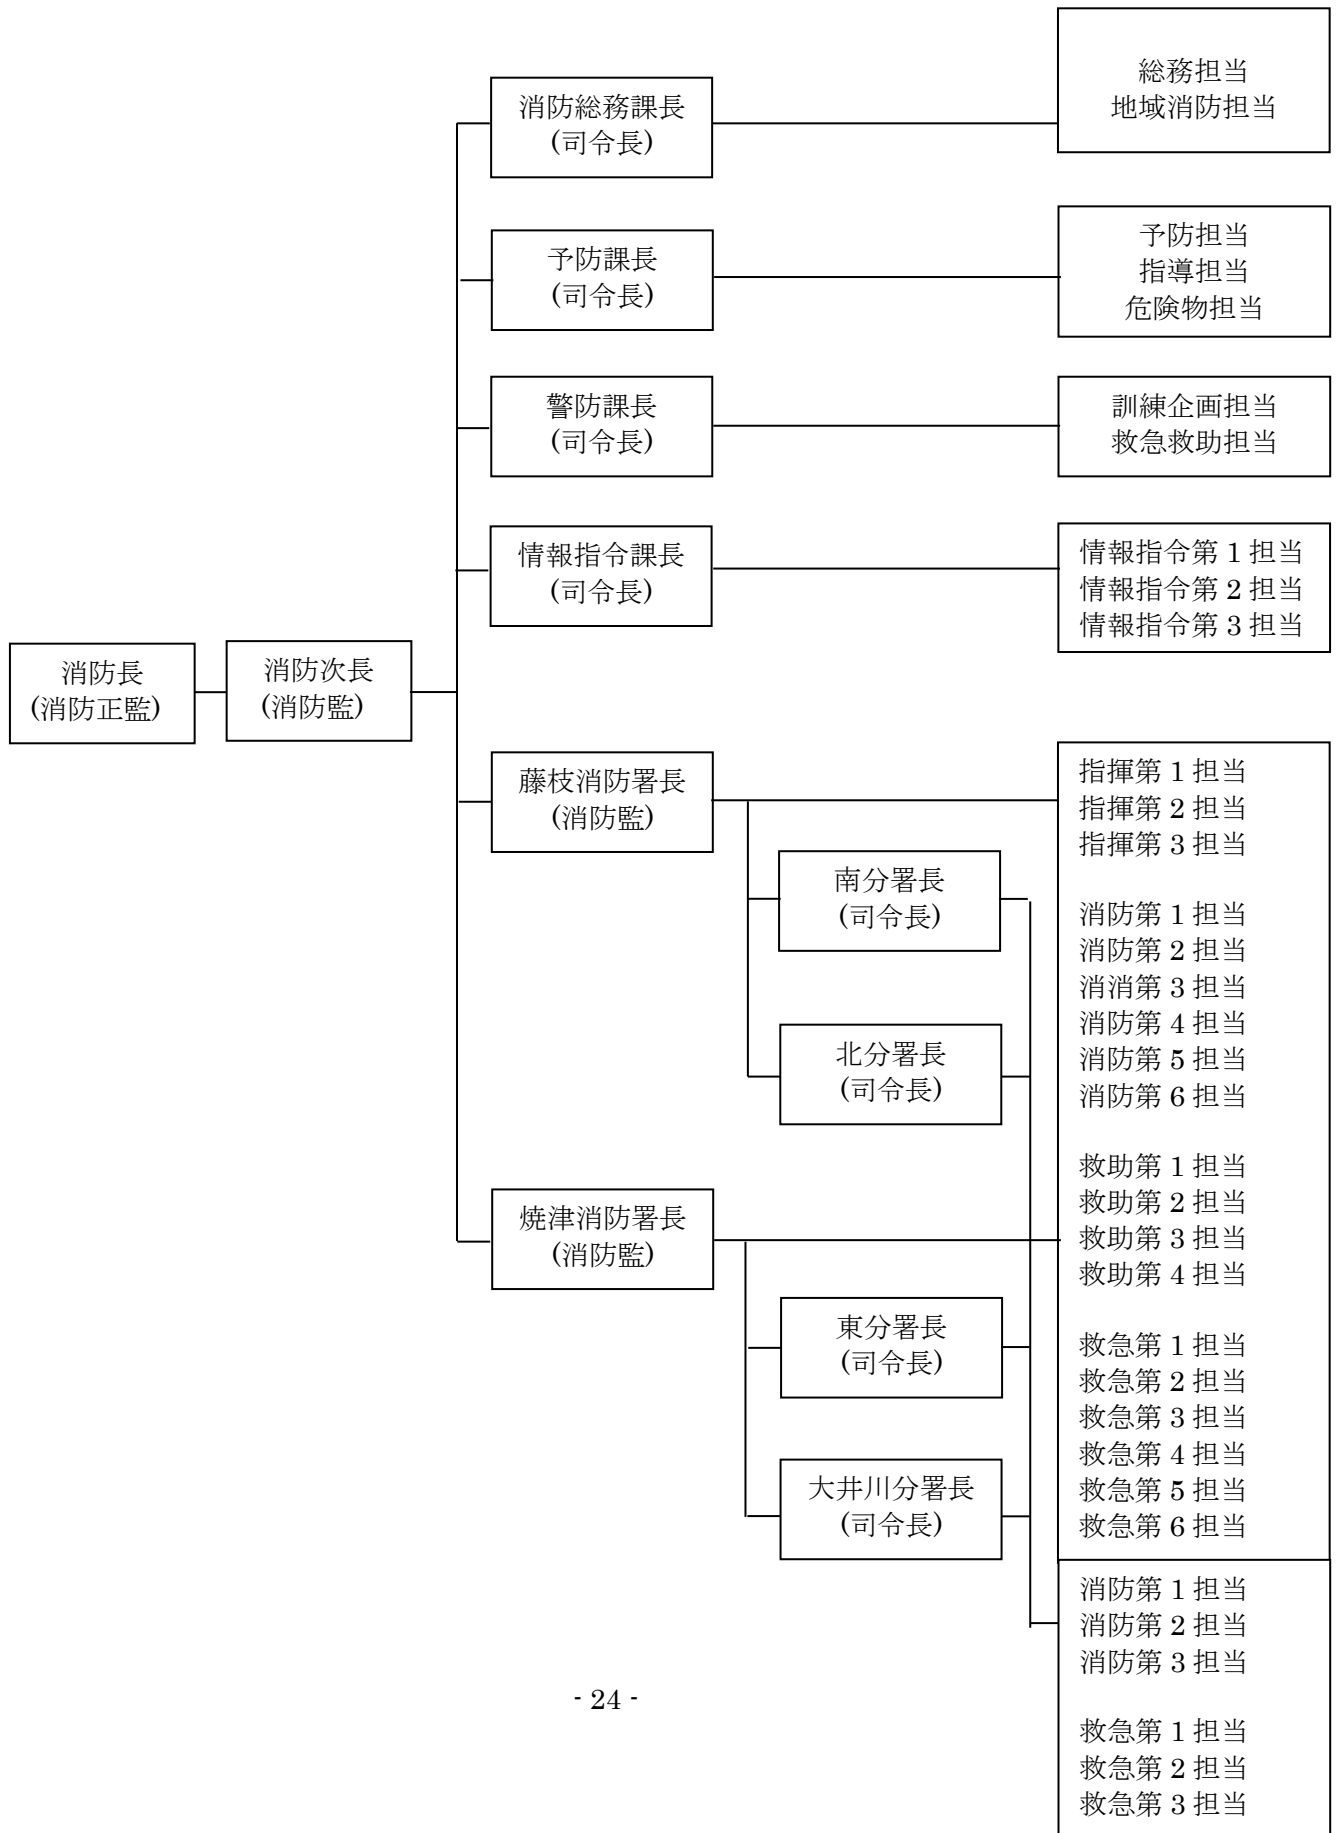 総務担当
地域消防担当
消防総務課長
(司令長)
予防課長
(司令長)
予防担当
指導担当
危険物担当
警防課長
(司令長)
訓練企画担当
救急救助担当
情報指令課長
(司令長)
情報指令第 1 担当
情報指令第 2 担当
情報指令第 3 担当
消防長
(消防正監)
消防次長
(消防監)
藤枝消防署長
(消防監)
南分署長
(司令長)
北分署長
(司令長)
焼津消防署長
(消防監)
東分署長
(司令長)
大井川分署長
(司令長)
指揮第 1 担当
指揮第 2 担当
指揮第 3 担当
消防第 1 担当
消防第 2 担当
消消第 3 担当
消防第 4 担当
消防第 5 担当
消防第 6 担当
救助第 1 担当
救助第 2 担当
救助第 3 担当
救助第 4 担当
救急第 1 担当
救急第 2 担当
救急第 3 担当
救急第 4 担当
救急第 5 担当
救急第 6 担当
消防第 1 担当
消防第 2 担当
消防第 3 担当
救急第 1 担当
救急第 2 担当
救急第 3 担当
- 24 -